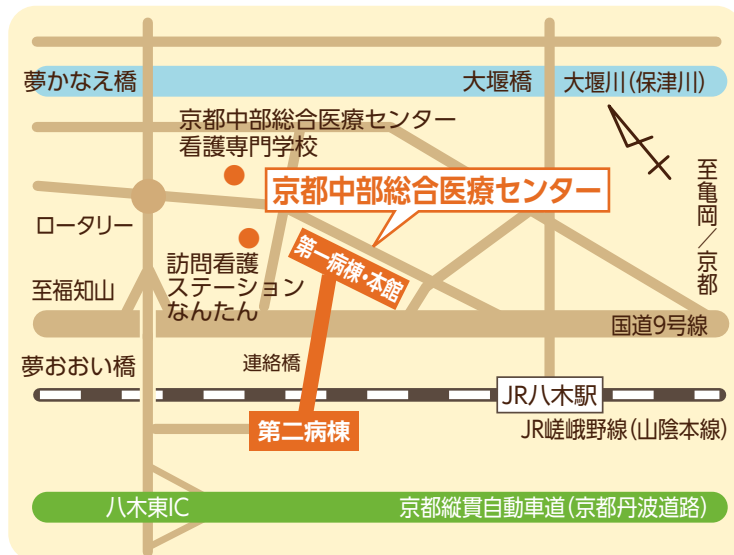 夢かなえ橋
大堰橋
大堰川(保津川)
京都中部総合医療センター
看護専門学校
京都中部総合医療センター
至亀岡/京都
ロータリー
第一病棟・本館
訪問看護
ステーション
なんたん
至福知山
国道9号線
夢おおい橋
連絡橋
JR八木駅
第二病棟
JR嵯峨野線(山陰本線)
八木東IC
京都縦貫自動車道(京都丹波道路)